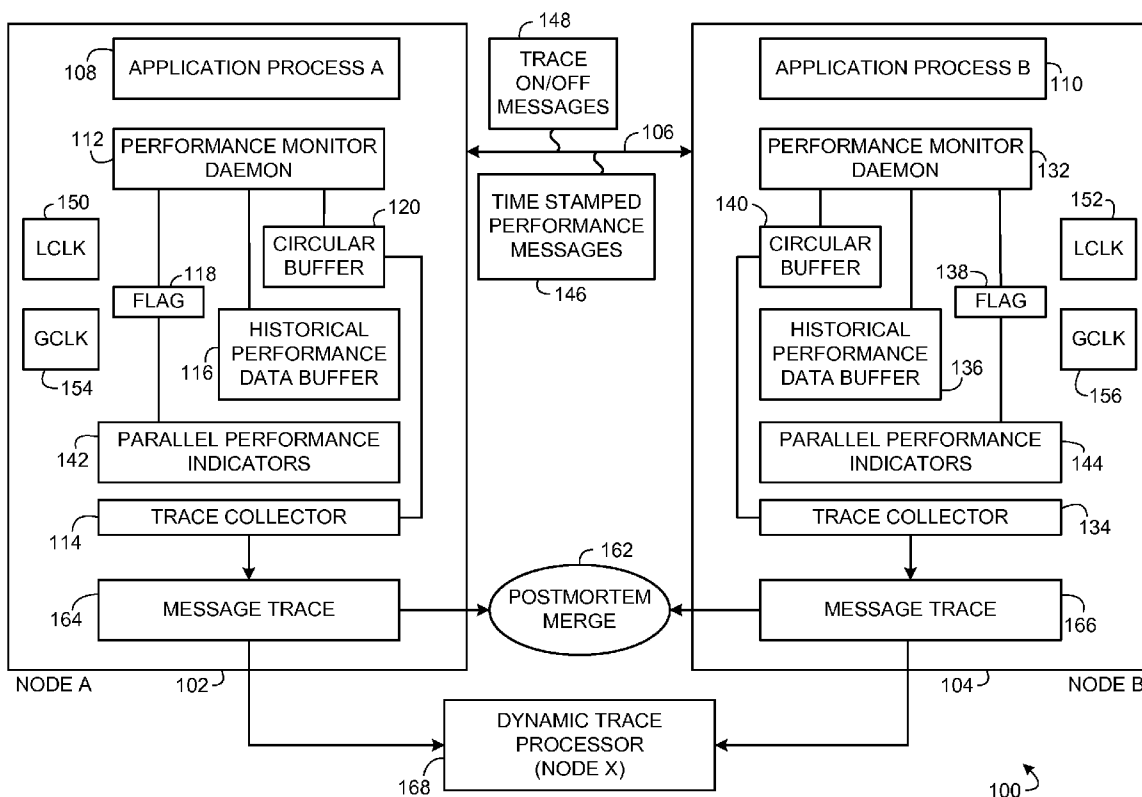 148
108
APPLICATION PROCESS A
TRACE
ON/OFF
MESSAGES
APPLICATION PROCESS B
110
112
PERFORMANCE MONITOR
DAEMON
106
PERFORMANCE MONITOR
DAEMON
132
150
LCLK
120
CIRCULAR
BUFFER
TIME STAMPED
PERFORMANCE
MESSAGES
146
140
CIRCULAR
BUFFER
152
LCLK
118
FLAG
138
FLAG
GCLK
154
HISTORICAL
PERFORMANCE
DATA BUFFER
116
HISTORICAL
PERFORMANCE
DATA BUFFER
136
GCLK
156
142
PARALLEL PERFORMANCE
INDICATORS
PARALLEL PERFORMANCE
INDICATORS
144
114
TRACE COLLECTOR
TRACE COLLECTOR
134
162
164
MESSAGE TRACE
POSTMORTEM
MERGE
MESSAGE TRACE
166
NODE A
102
104
NODE B
DYNAMIC TRACE
PROCESSOR
(NODE X)
168
100